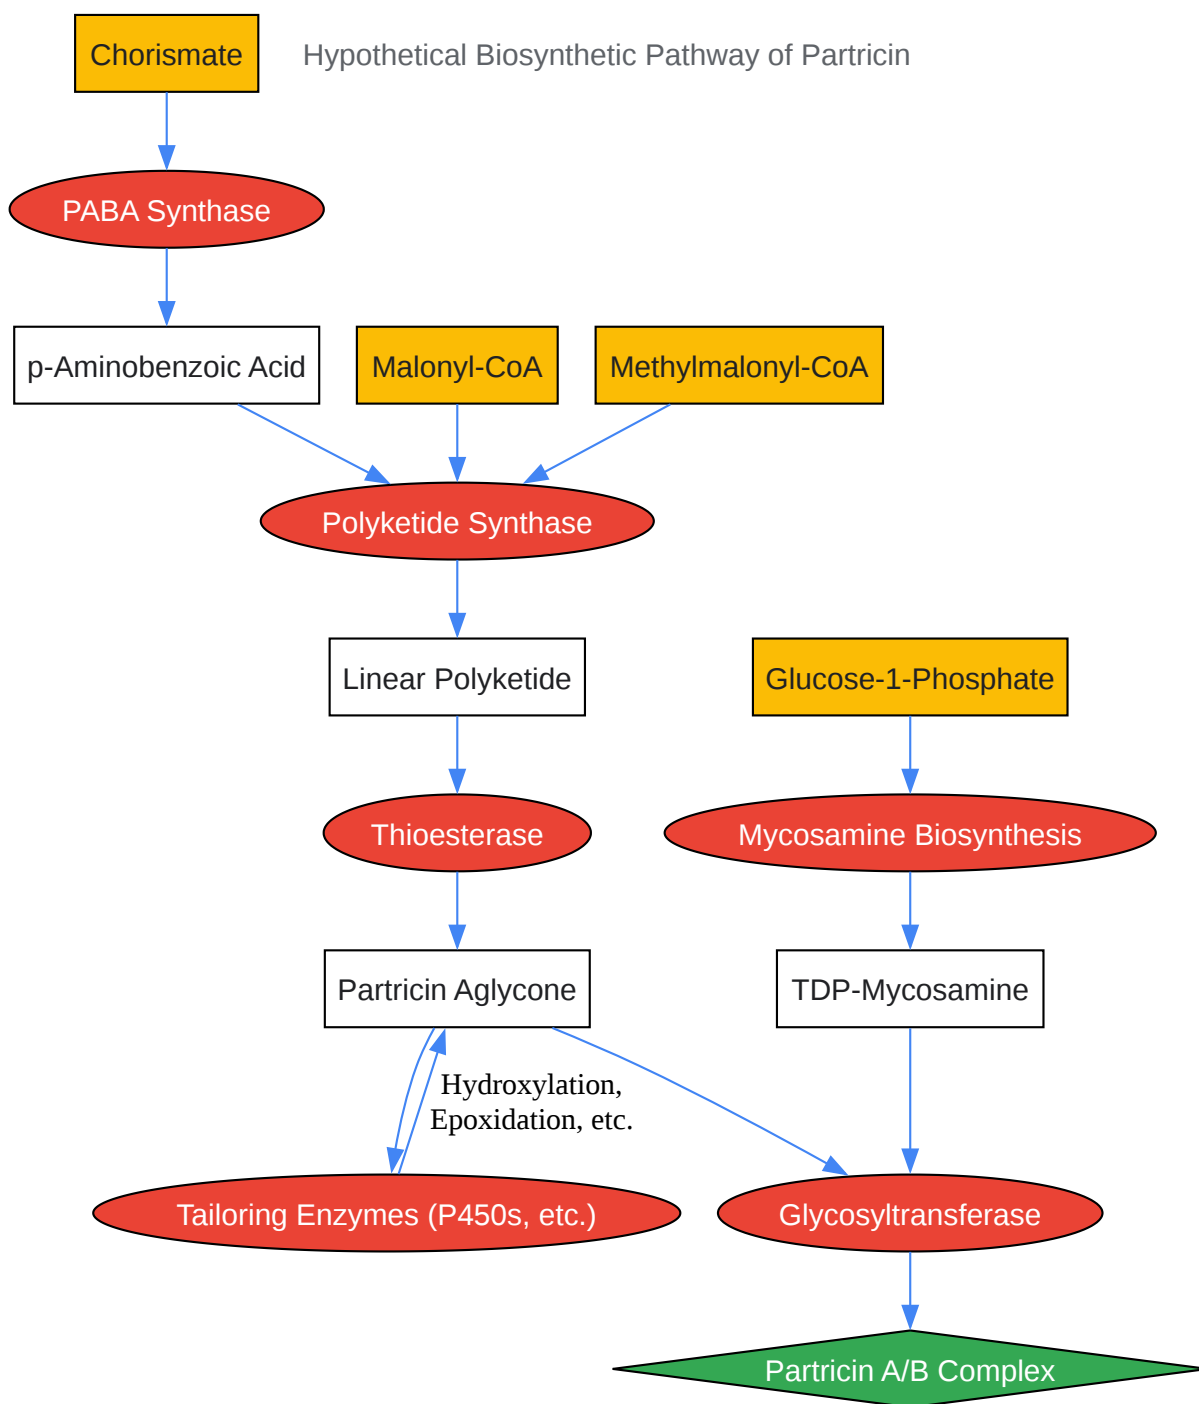 Chorismate
Hypothetical Biosynthetic Pathway of Partricin
PABA Synthase
p-Aminobenzoic Acid
Malonyl-CoA
Methylmalonyl-CoA
Polyketide Synthase
Linear Polyketide
Glucose-1-Phosphate
Thioesterase
Mycosamine Biosynthesis
Partricin Aglycone
TDP-Mycosamine
Hydroxylation,
Epoxidation, etc.
Tailoring Enzymes (P450s, etc.)
Glycosyltransferase
Partricin A/B Complex